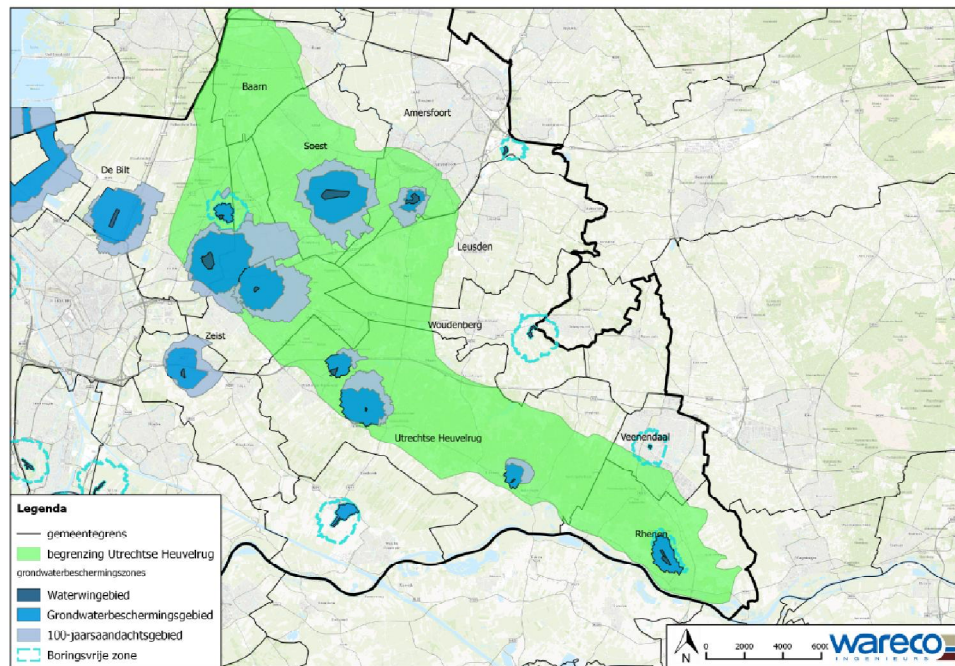 Baarn
Amersfoort
Soest
De Bilt
Leusden
Woudenberg
Zeist
Utrechtse Heuvelrug
Veenendaal
Rhenen
Legenda
gemeentegrens
begrenzing Utrechtse Heuvelrug
grondwaterbeschermingszones
Waterwingebied
Grondwaterbeschermingsgebied
100-jaarsaandachtsgebied
Boringsvrije zone
N
0 2000 4000
wareco
INGENIEURS